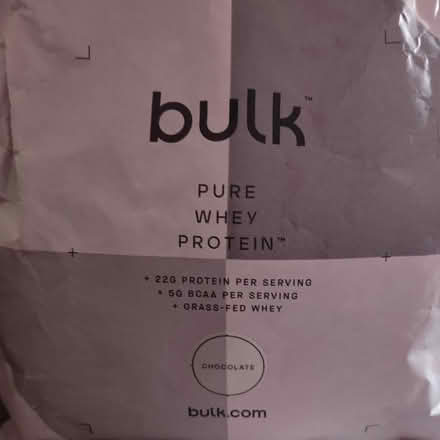 bulk™
PURE
WHEY
PROTEIN™
+ 22G PROTEIN PER SERVING
+ 5G BCAA PER SERVING
+ GRASS-FED WHEY
CHOCOLATE
bulk.com